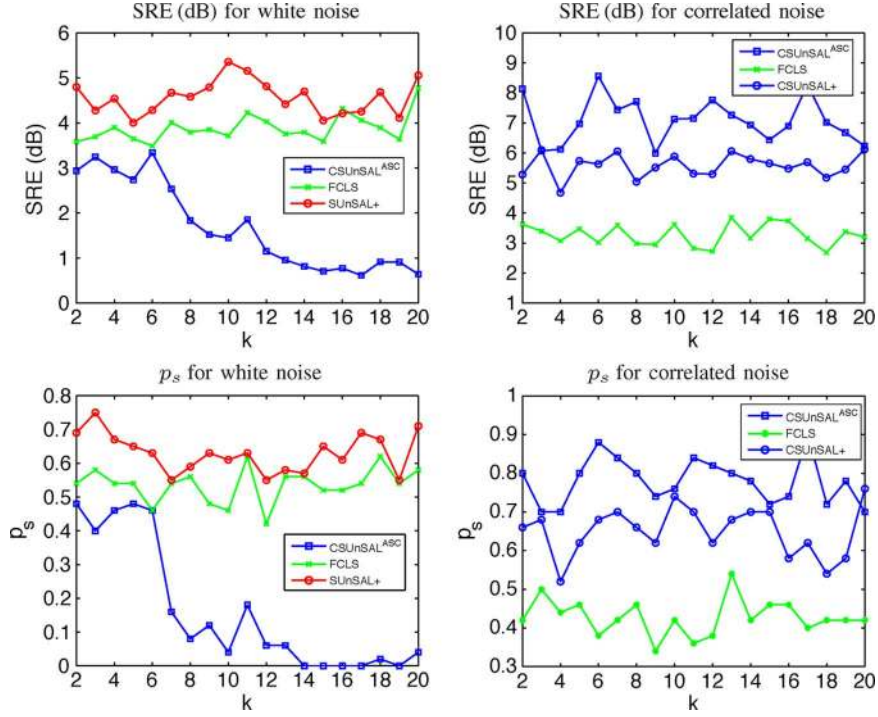 SRE (dB) for white noise
6
5
4
3
2
1
0
2 4 6 8 10 12 14 16 18 20
SRE (dB)
k
CSUnSAL^ASC
FCLS
SUnSAL+
SRE (dB) for correlated noise
10
9
8
7
6
5
4
3
2
1
2 4 6 8 10 12 14 16 18 20
SRE (dB)
k
CSUnSAL^ASC
FCLS
CSUnSAL+
p_s for white noise
0.8
0.7
0.6
0.5
0.4
0.3
0.2
0.1
0
2 4 6 8 10 12 14 16 18 20
p_s
k
CSUnSAL^ASC
FCLS
SUnSAL+
p_s for correlated noise
1
0.9
0.8
0.7
0.6
0.5
0.4
0.3
2 4 6 8 10 12 14 16 18 20
p_s
k
CSUnSAL^ASC
FCLS
CSUnSAL+